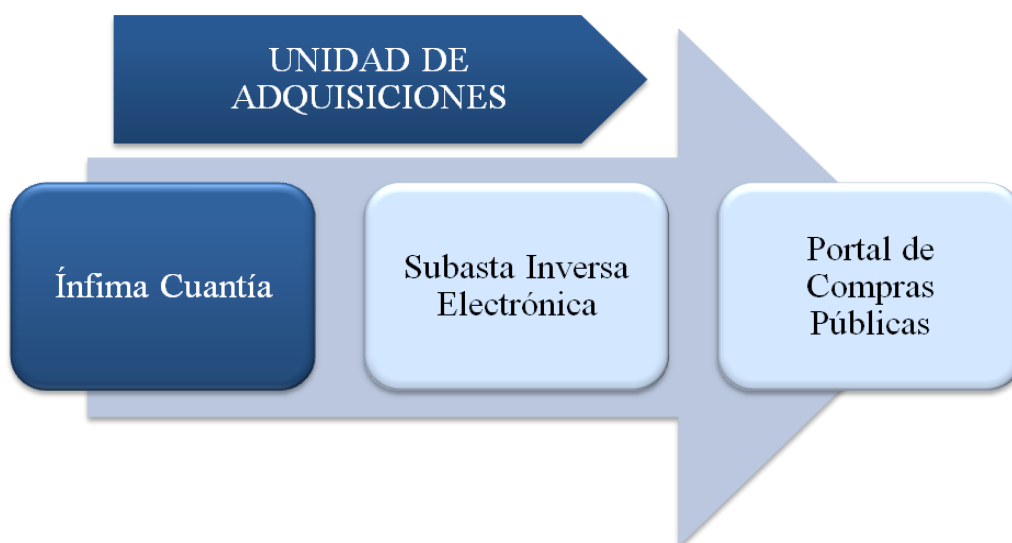 UNIDAD DE
ADQUISICIONES
Ínfima Cuantía
Subasta Inversa
Electrónica
Portal de
Compras
Públicas